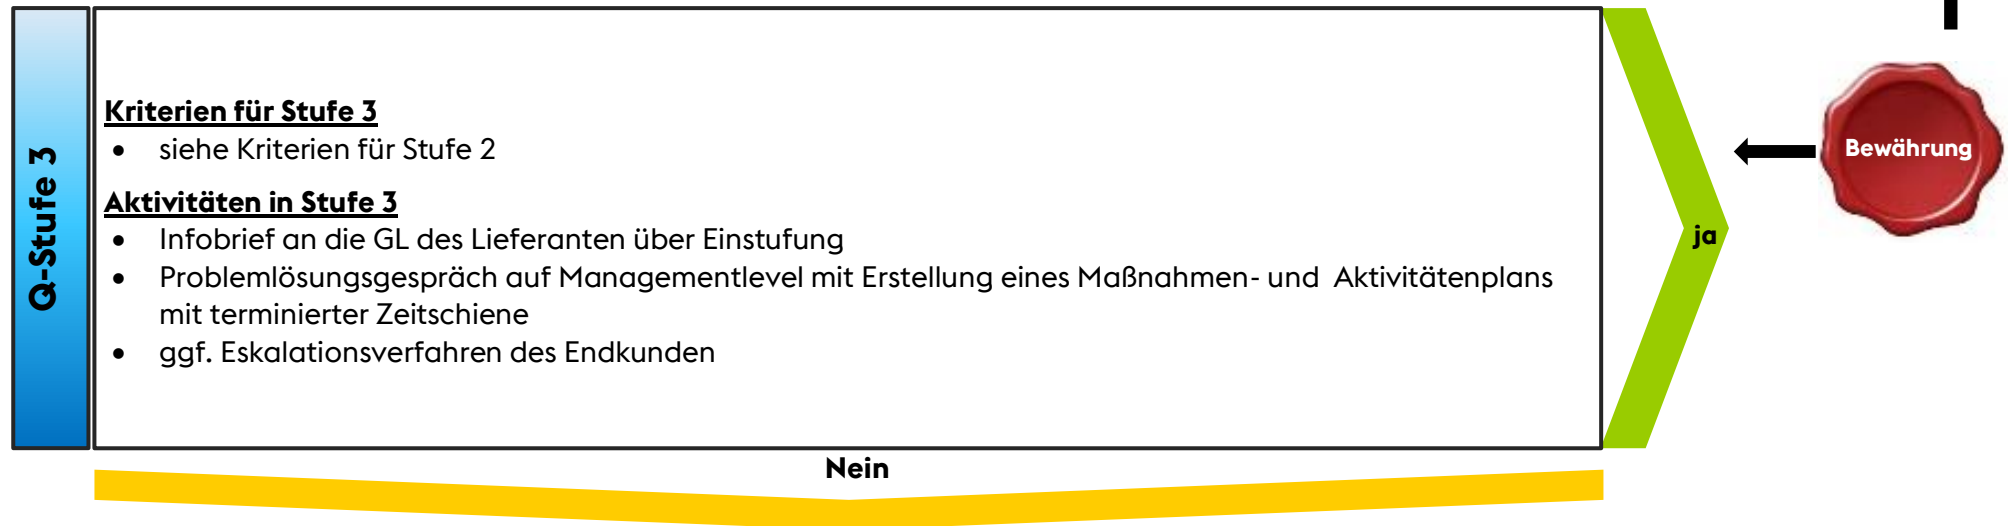 Q-Stufe 3
Kriterien für Stufe 3
• siehe Kriterien für Stufe 2
Aktivitäten in Stufe 3
• Infobrief an die GL des Lieferanten über Einstufung
• Problemlösungsgespräch auf Managementlevel mit Erstellung eines Maßnahmen- und Aktivitätenplans
mit terminierter Zeitschiene
• ggf. Eskalationsverfahren des Endkunden
ja
Bewährung
Nein